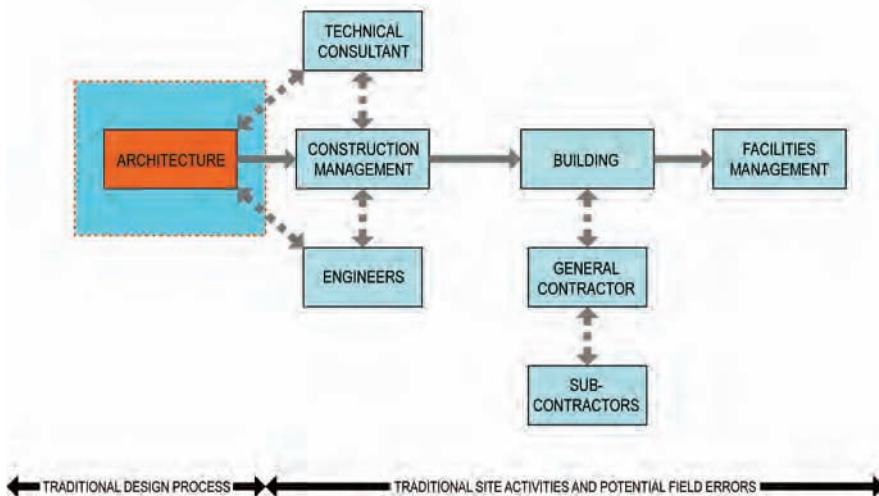 TECHNICAL
CONSULTANT
ARCHITECTURE
CONSTRUCTION
MANAGEMENT
BUILDING
FACILITIES
MANAGEMENT
ENGINEERS
GENERAL
CONTRACTOR
SUB-
CONTRACTORS
TRADITIONAL DESIGN PROCESS
TRADITIONAL SITE ACTIVITIES AND POTENTIAL FIELD ERRORS